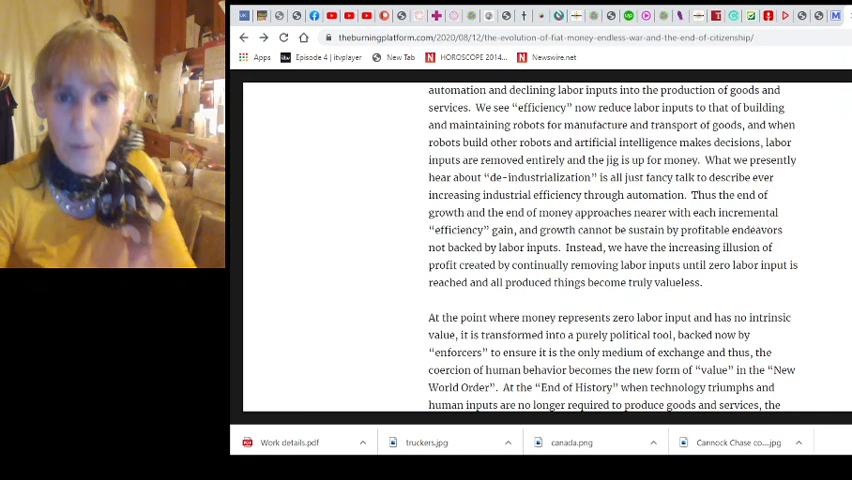 theburningplatform.com/2020/08/12/the-evolution-of-fiat-money-endless-war-and-the-end-of-citizenship/
Apps Episode 4 | itvplayer New Tab HOROSCOPE 2014... Newswire.net
automation and declining labor inputs into the production of goods and
services. We see “efficiency” now reduce labor inputs to that of building
and maintaining robots for manufacture and transport of goods, and when
robots build other robots and artificial intelligence makes decisions, labor
inputs are removed entirely and the jig is up for money. What we presently
hear about “de-industrialization” is all just fancy talk to describe ever
increasing industrial efficiency through automation. Thus the end of
growth and the end of money approaches nearer with each incremental
“efficiency” gain, and growth cannot be sustain by profitable endeavors
not backed by labor inputs. Instead, we have the increasing illusion of
profit created by continually removing labor inputs until zero labor input is
reached and all produced things become truly valueless.
At the point where money represents zero labor input and has no intrinsic
value, it is transformed into a purely political tool, backed now by
“enforcers” to ensure it is the only medium of exchange and thus, the
coercion of human behavior becomes the new form of “value” in the “New
World Order”. At the “End of History” when technology triumphs and
human inputs are no longer required to produce goods and services, the
Work details.pdf truckers.jpg canada.png Cannock Chase co....jpg